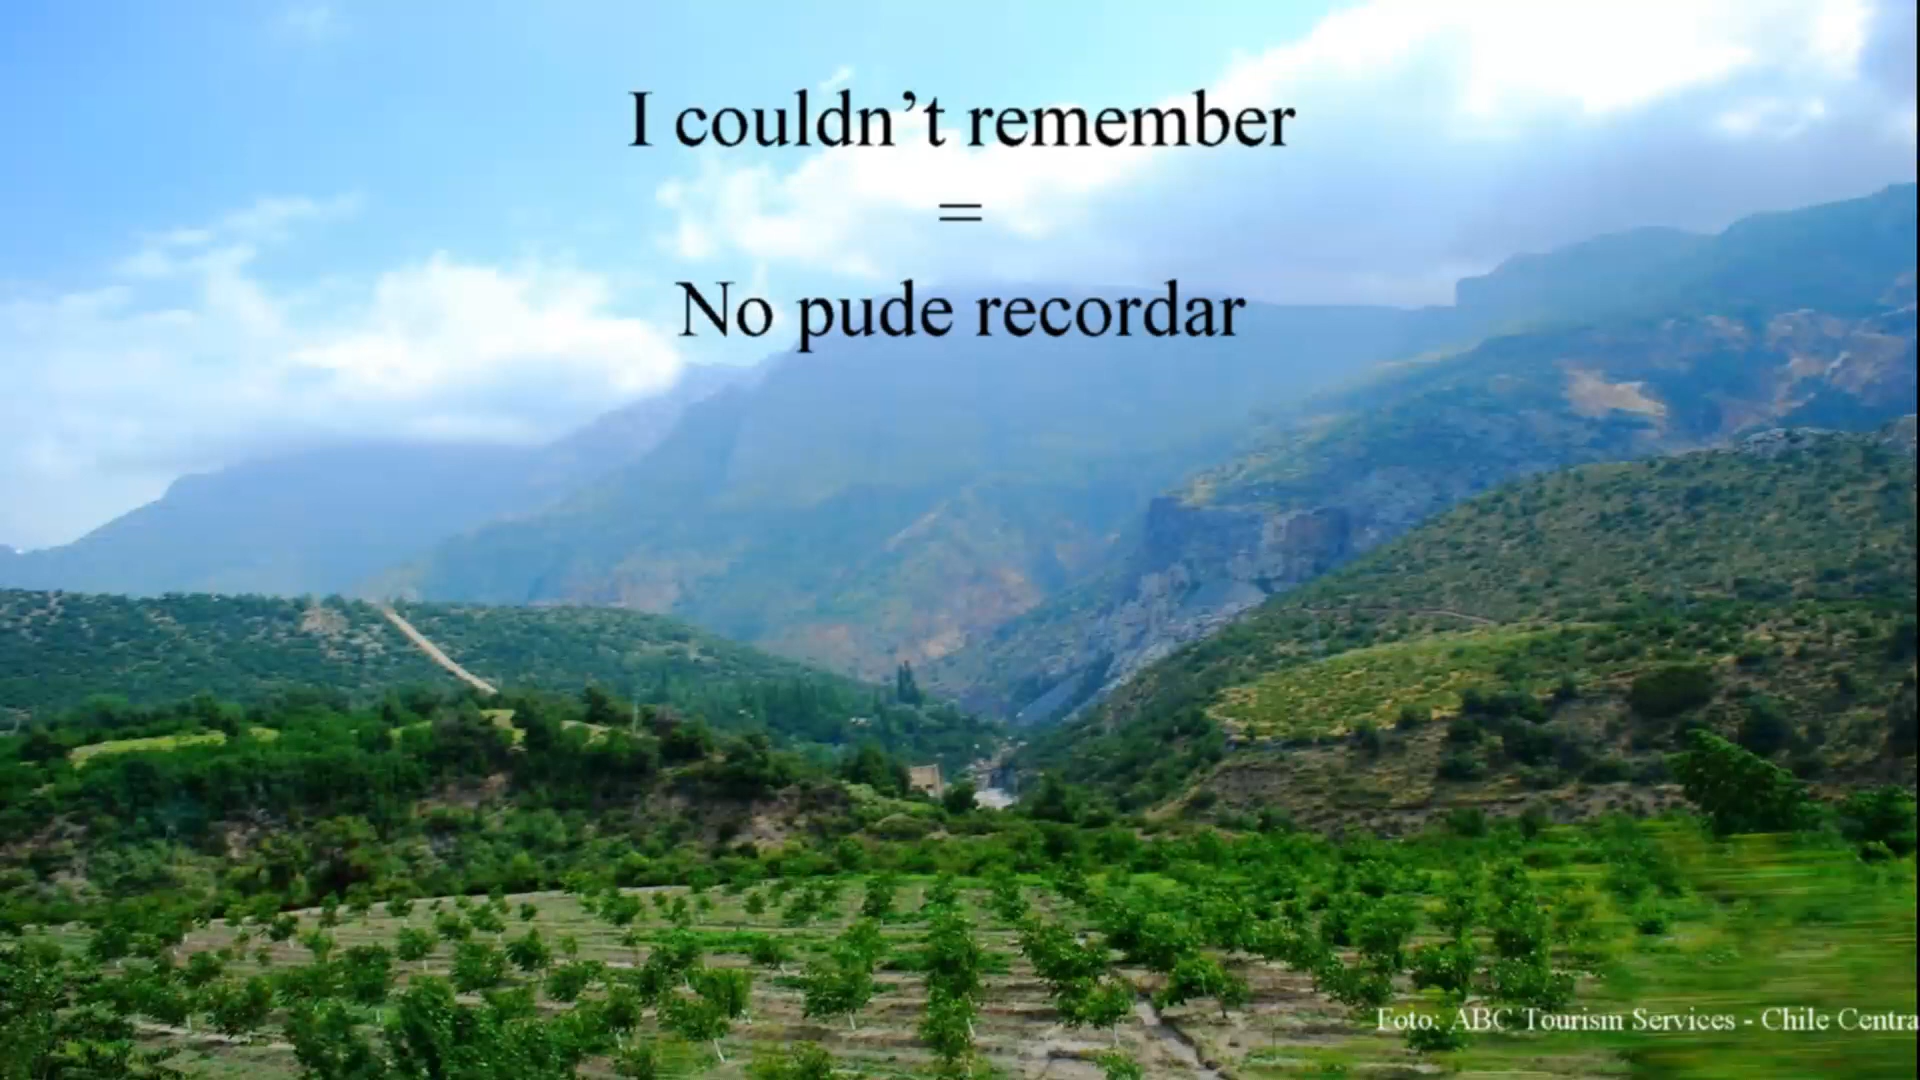 I couldn’t remember
=
No pude recordar
Foto: ABC Tourism Services - Chile Centra